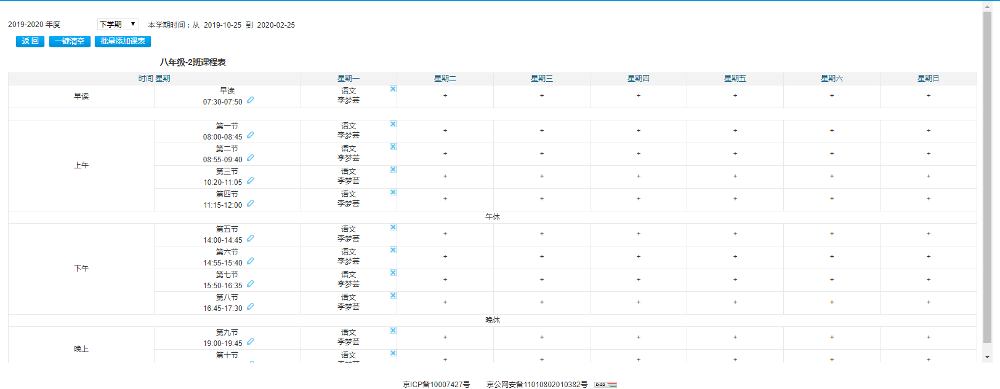 2019-2020 年度 下学期 本学期时间：从 2019-10-25 到 2020-02-25
返 回 一键清空 批量添加课表
八年级-2班课程表
时间 星期 星期一 星期二 星期三 星期四 星期五 星期六 星期日
早读 早读 07:30-07:50 语文 李梦芸 + + + + + +
上午 第一节 08:00-08:45 语文 李梦芸 + + + + + +
第二节 08:55-09:40 语文 李梦芸 + + + + + +
第三节 10:20-11:05 语文 李梦芸 + + + + + +
第四节 11:15-12:00 语文 李梦芸 + + + + + +
午休
下午 第五节 14:00-14:45 语文 李梦芸 + + + + + +
第六节 14:55-15:40 语文 李梦芸 + + + + + +
第七节 15:50-16:35 语文 李梦芸 + + + + + +
第八节 16:45-17:30 语文 李梦芸 + + + + + +
晚休
晚上 第九节 19:00-19:45 语文 李梦芸 + + + + + +
第十节 语文 + + + + + +
京ICP备10007427号 京公网安备11010802010382号 CNZZ